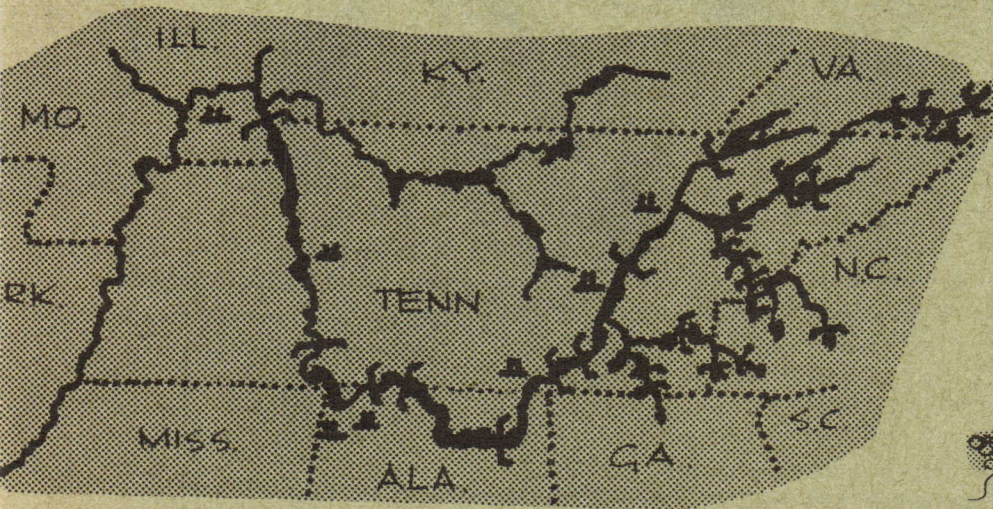 ILL.
KY.
VA.
MO.
N.C.
RK.
TENN
MISS.
ALA.
GA.
S.C.